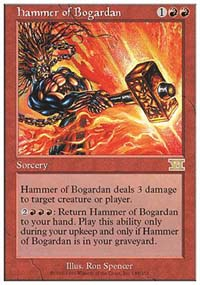 Hammer of Bogardan 1
Sorcery
Hammer of Bogardan deals 3 damage
to target creature or player.
2: Return Hammer of Bogardan
to your hand. Play this ability only
during your upkeep and only if Hammer
of Bogardan is in your graveyard.
Illus. Ron Spencer